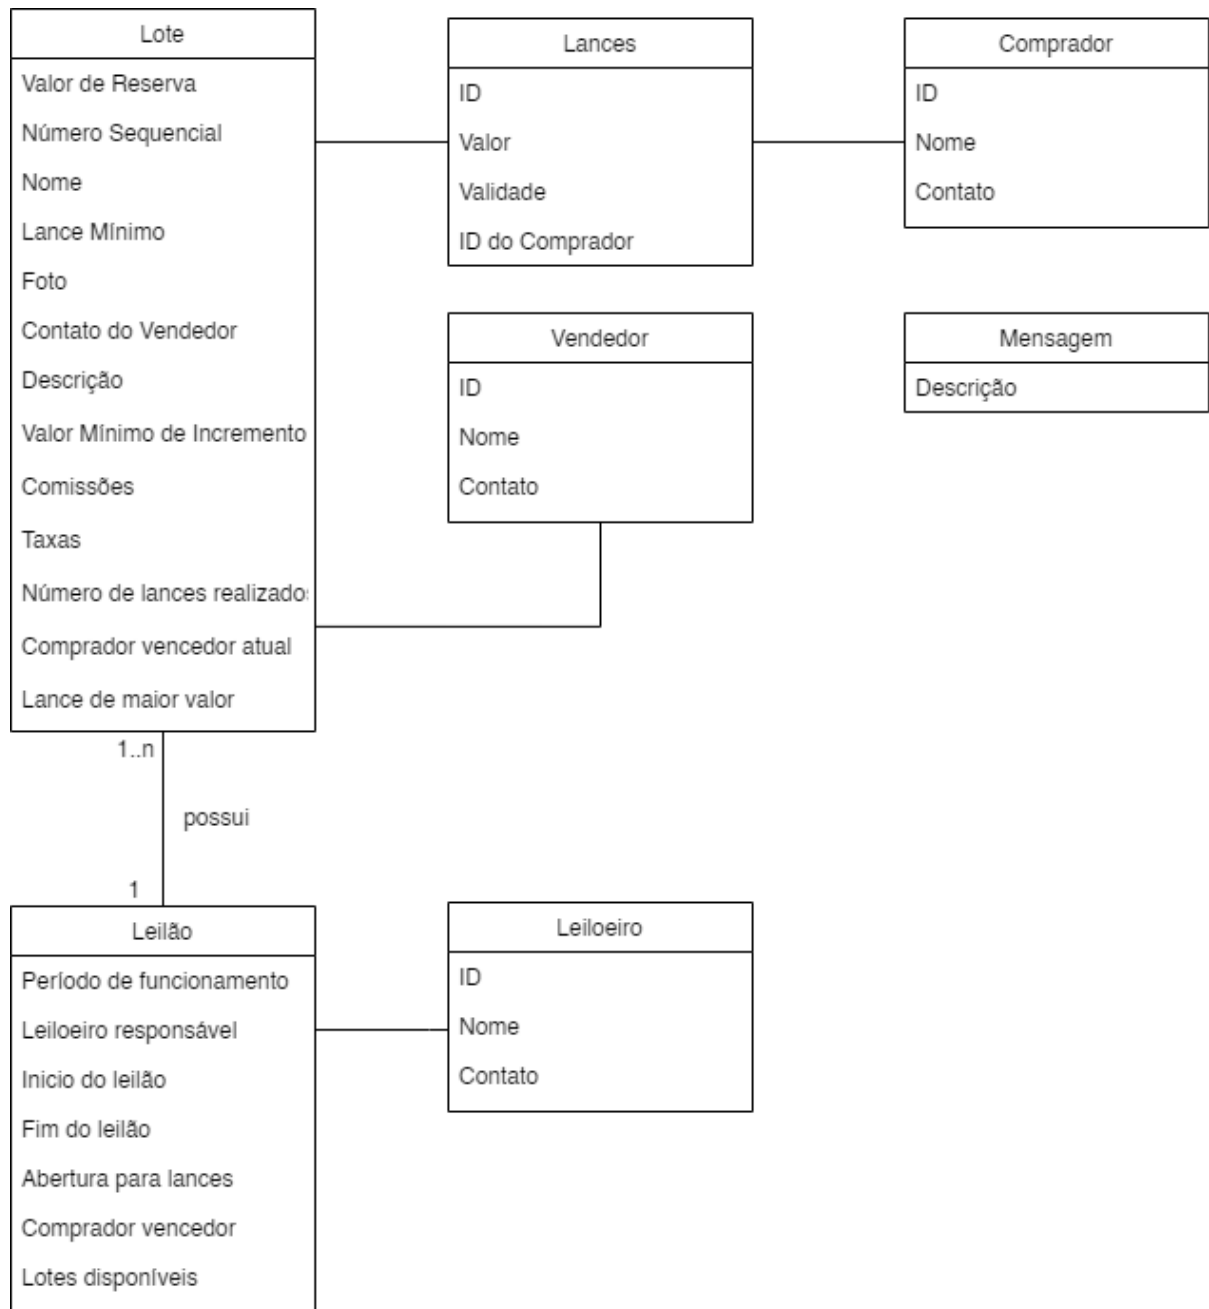 Lote
Valor de Reserva
Número Sequencial
Nome
Lance Mínimo
Foto
Contato do Vendedor
Descrição
Valor Mínimo de Incremento
Comissões
Taxas
Número de lances realizado
Comprador vencedor atual
Lance de maior valor
Lances
ID
Valor
Validade
ID do Comprador
Comprador
ID
Nome
Contato
Vendedor
ID
Nome
Contato
Mensagem
Descrição
1..n
possui
1
Leilão
Período de funcionamento
Leiloeiro responsável
Inicio do leilão
Fim do leilão
Abertura para lances
Comprador vencedor
Lotes disponíveis
Leiloeiro
ID
Nome
Contato